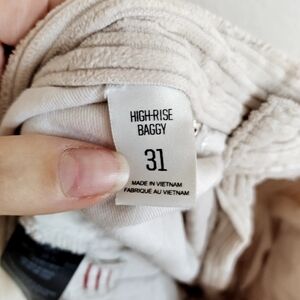 HIGH-RISE
BAGGY
31
MADE IN VIETNAM
FABRIQUÉ AU VIETNAM